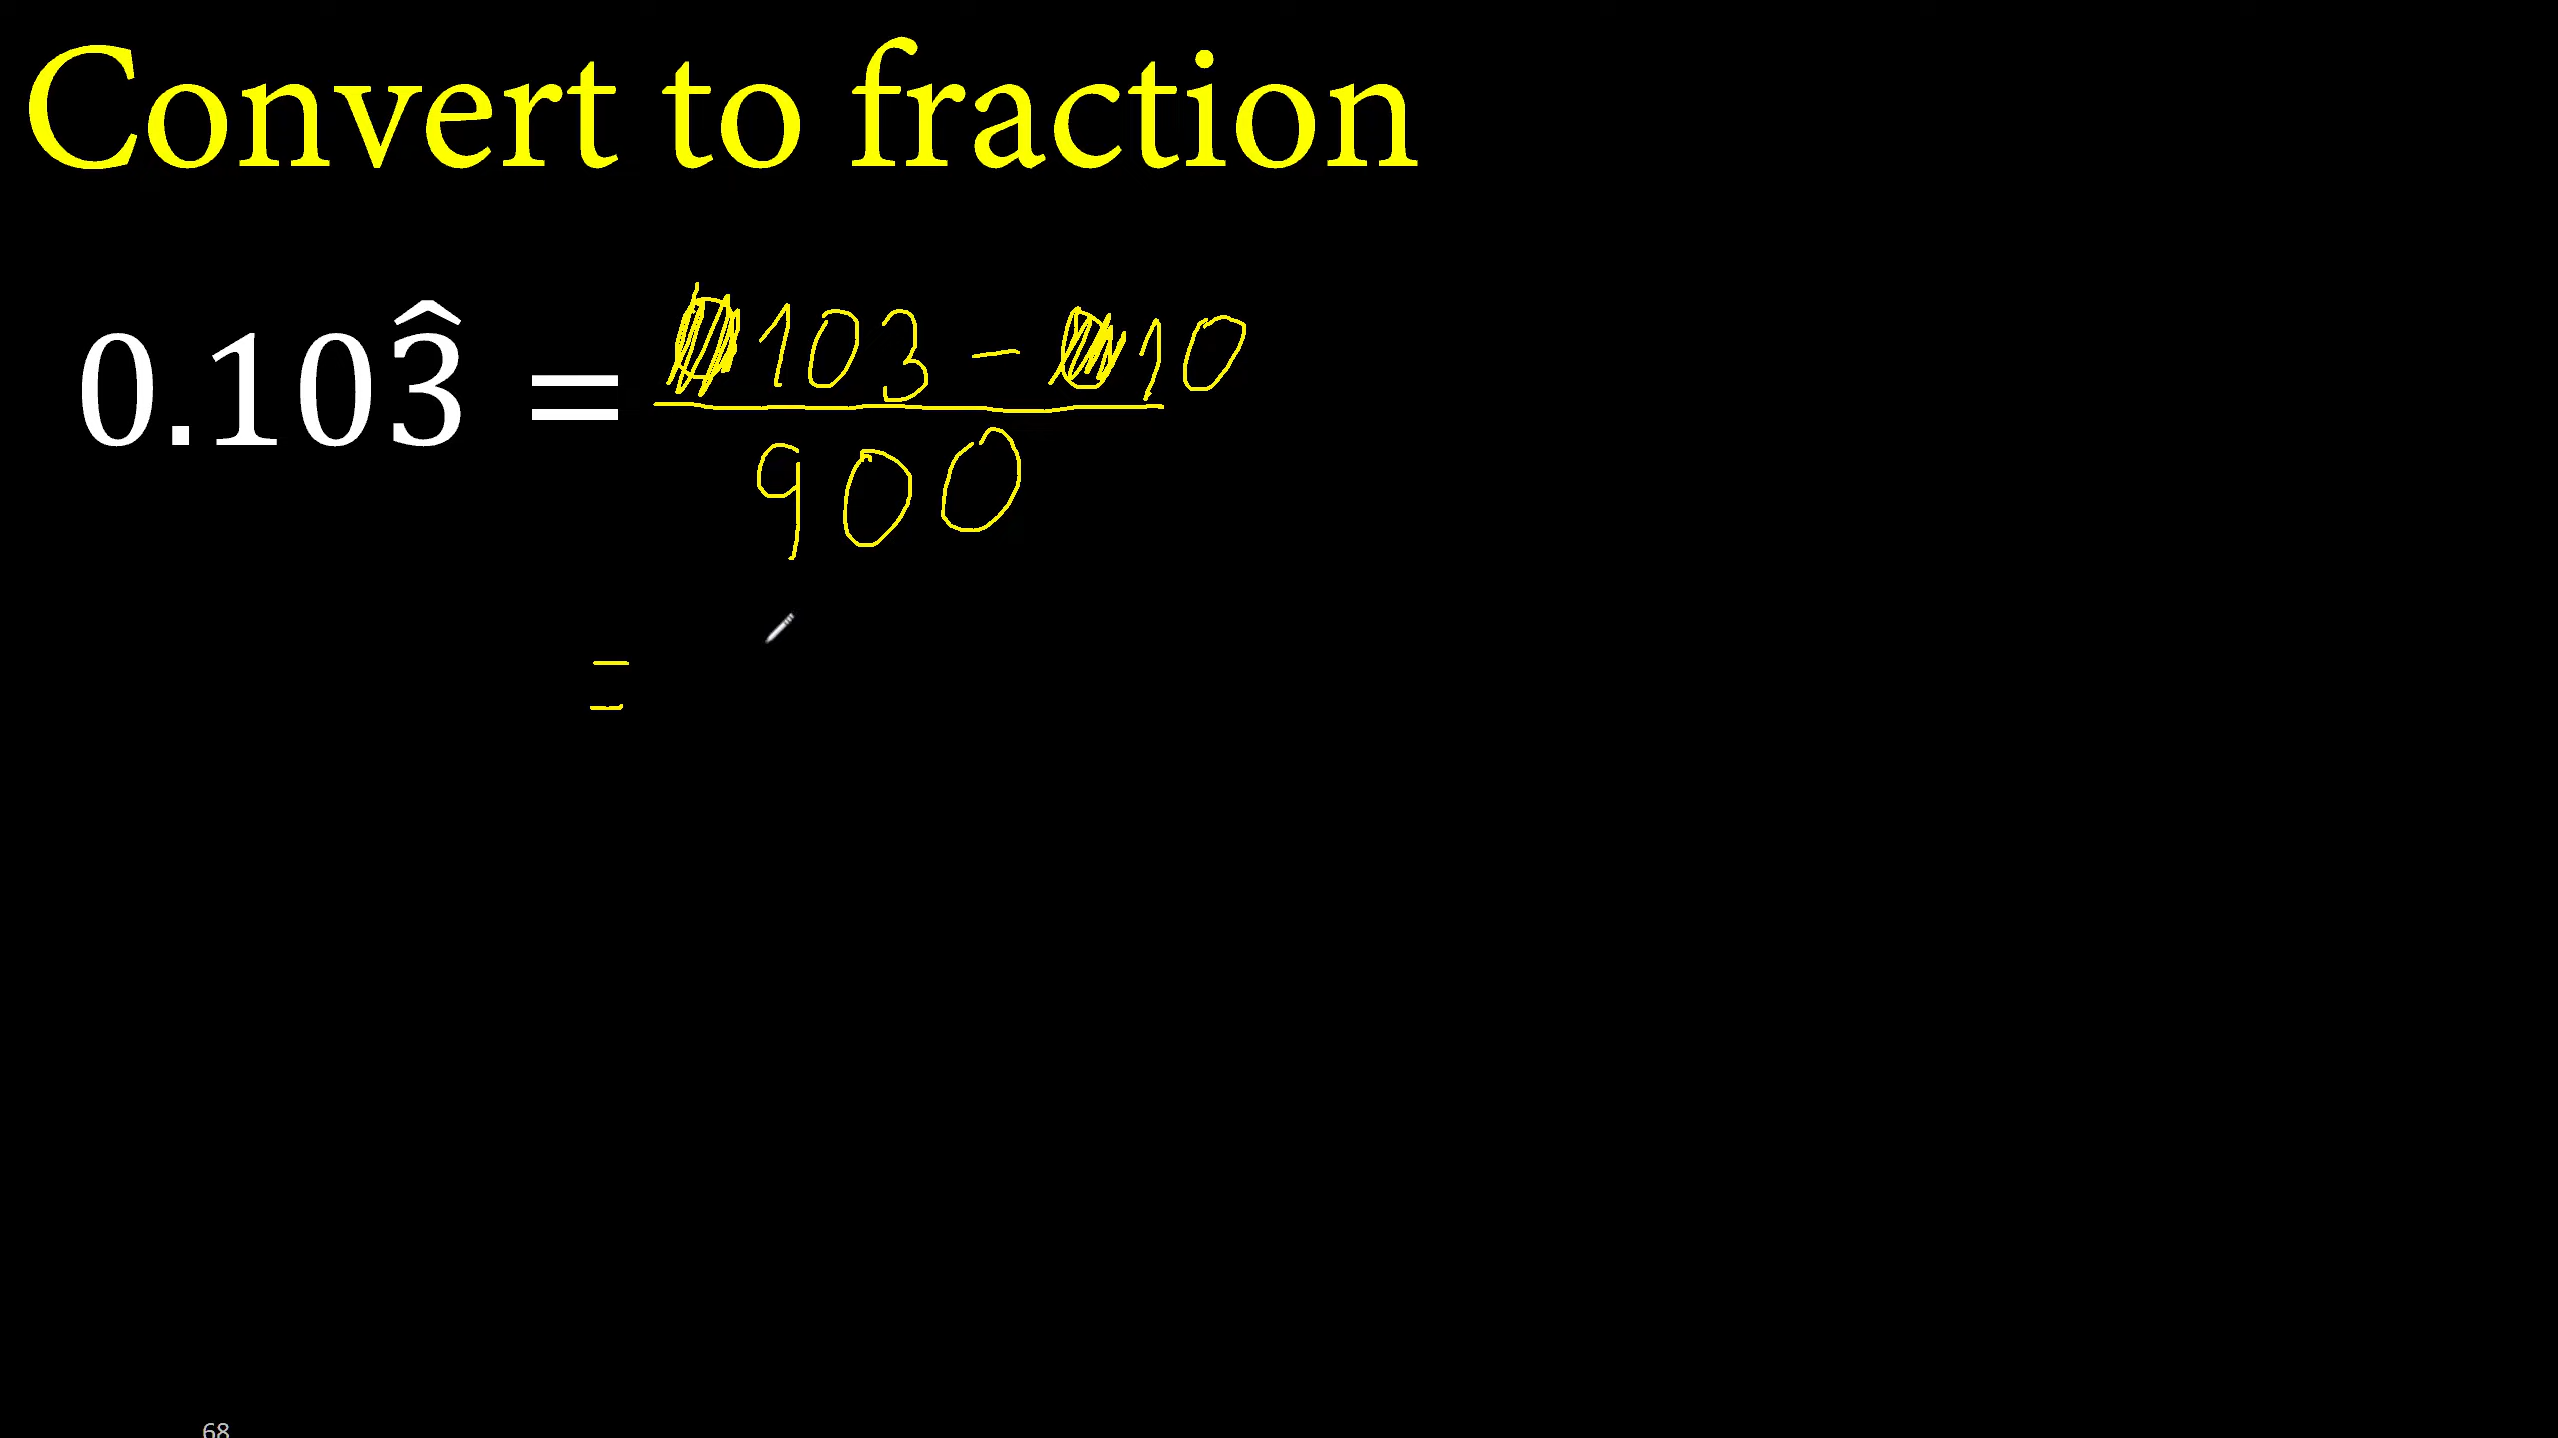 Convert to fraction
0.103̂ = 103 - 10
900
=
68